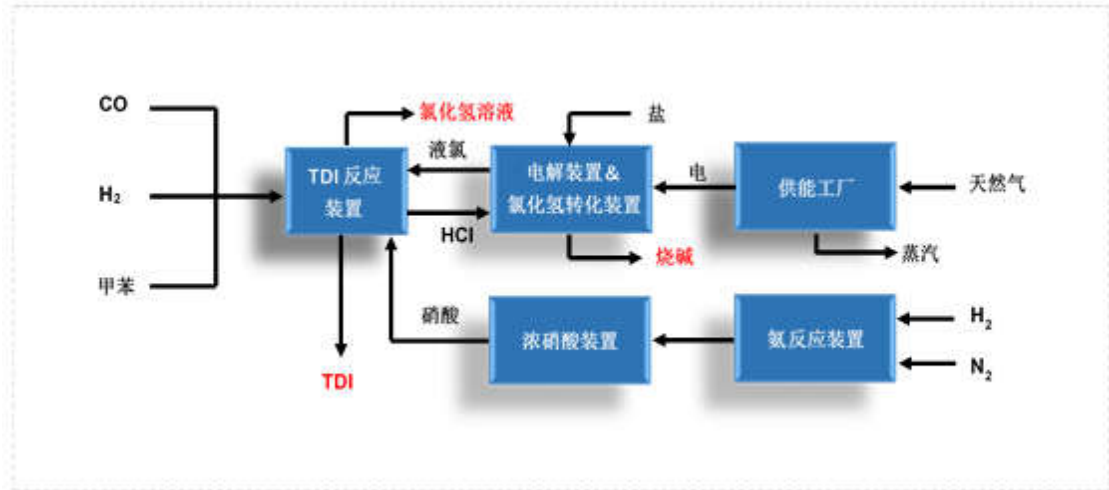 CO
H₂
甲苯
氯化氢溶液
TDI 反应
装置
TDI
液氯
HCl
硝酸
盐
电解装置&
氯化氢转化装置
烧碱
浓硝酸装置
电
供能工厂
天然气
蒸汽
氨反应装置
H₂
N₂